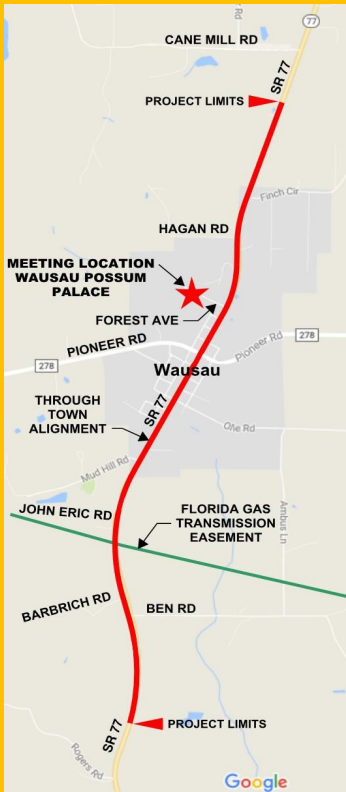 Rd
77
CANE MILL RD
SR 77
PROJECT LIMITS
Finch Cir
HAGAN RD
MEETING LOCATION
WAUSAU POSSUM
PALACE
FOREST AVE
PIONEER RD
278
Pioneer Rd
278
Wausau
THROUGH
TOWN
ALIGNMENT
SR 77
Olie Rd
Mud Hill Rd
JOHN ERIC RD
FLORIDA GAS
TRANSMISSION
EASEMENT
Ambus Ln
BARBRICH RD
BEN RD
SR 77
PROJECT LIMITS
Rogers Rd
Google